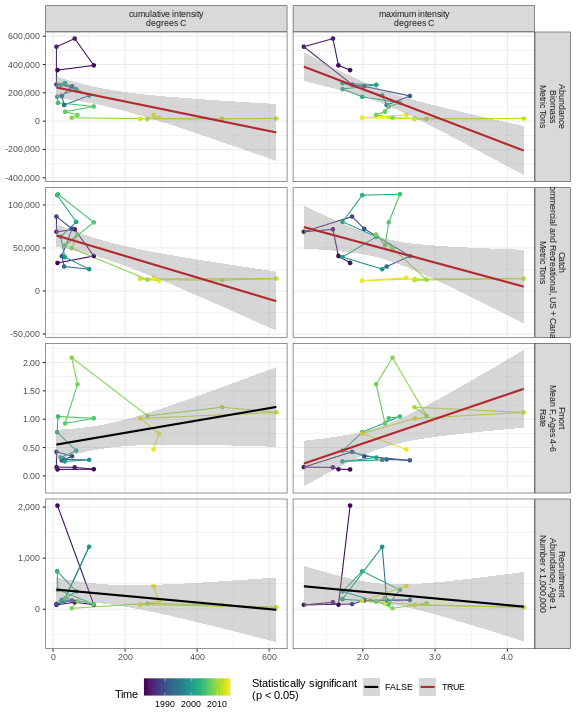 cumulative intensity
degrees C
maximum intensity
degrees C
600,000
400,000
200,000
0
-200,000
-400,000
Abundance
Biomass
Metric Tons
100,000
50,000
0
-50,000
Catch
mmercial and Recreational, US + Cana
Metric Tons
2.00
1.50
1.00
0.50
0.00
Fmort
Mean F, Ages 4-6
Rate
2,000
1,000
0
Recruitment
Abundance, Age 1
Number x 1,000,000
0 200 400 600
2.0 3.0 4.0
Time
1990 2000 2010
Statistically significant
(p < 0.05)
FALSE
TRUE